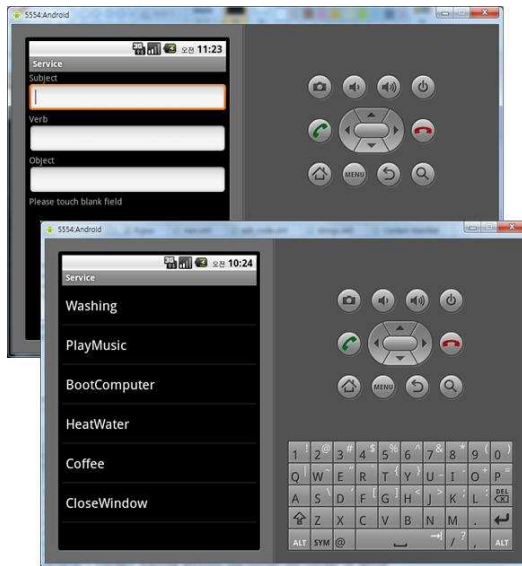 5554:Android
오전 11:23
Service
Subject
Verb
Object
Please touch blank field
MENU
5554:Android
오전 10:24
Service
Washing
PlayMusic
BootComputer
HeatWater
Coffee
CloseWindow
MENU
1 ! 2 @ 3 # 4 $ 5 % 6 ^ 7 & 8 * 9 ( 0 )
Q W ~ E " R ` T { Y } U _ I - O + P =
A S \ D ' F [ G ] H < J > K ; L : DEL
Z X C V B N M .
ALT SYM @ / ? , ALT